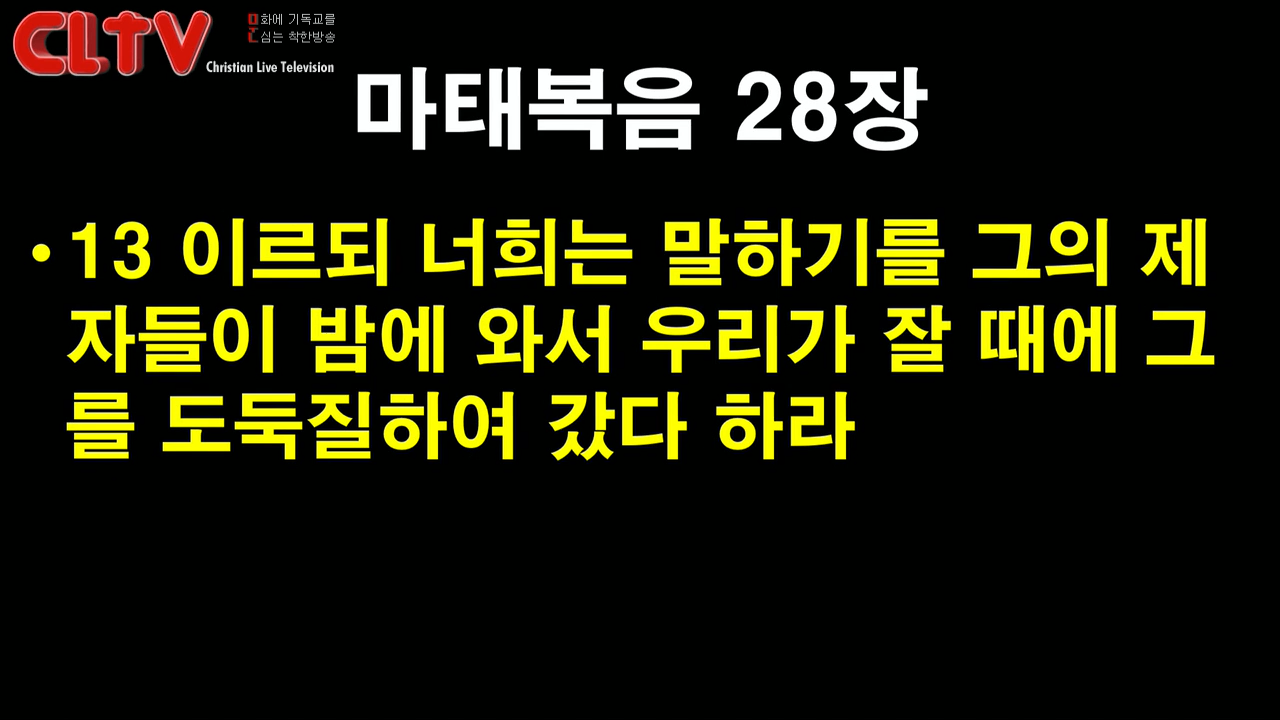 CLTV
문화에 기독교를
심는 착한방송
Christian Live Television
마태복음 28장
• 13 이르되 너희는 말하기를 그의 제
자들이 밤에 와서 우리가 잘 때에 그
를 도둑질하여 갔다 하라